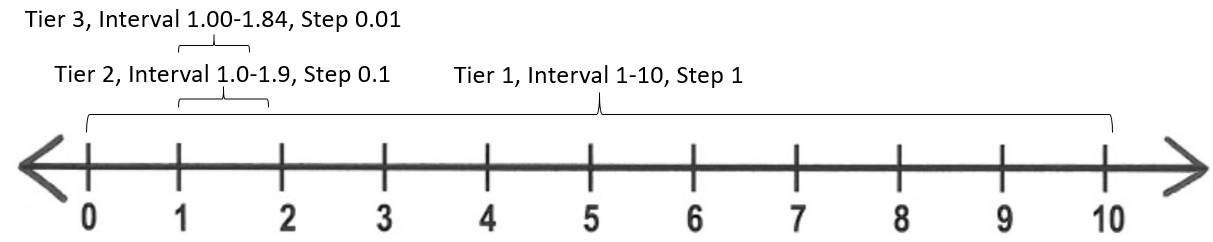 Tier 3, Interval 1.00-1.84, Step 0.01
Tier 2, Interval 1.0-1.9, Step 0.1
Tier 1, Interval 1-10, Step 1
0 1 2 3 4 5 6 7 8 9 10